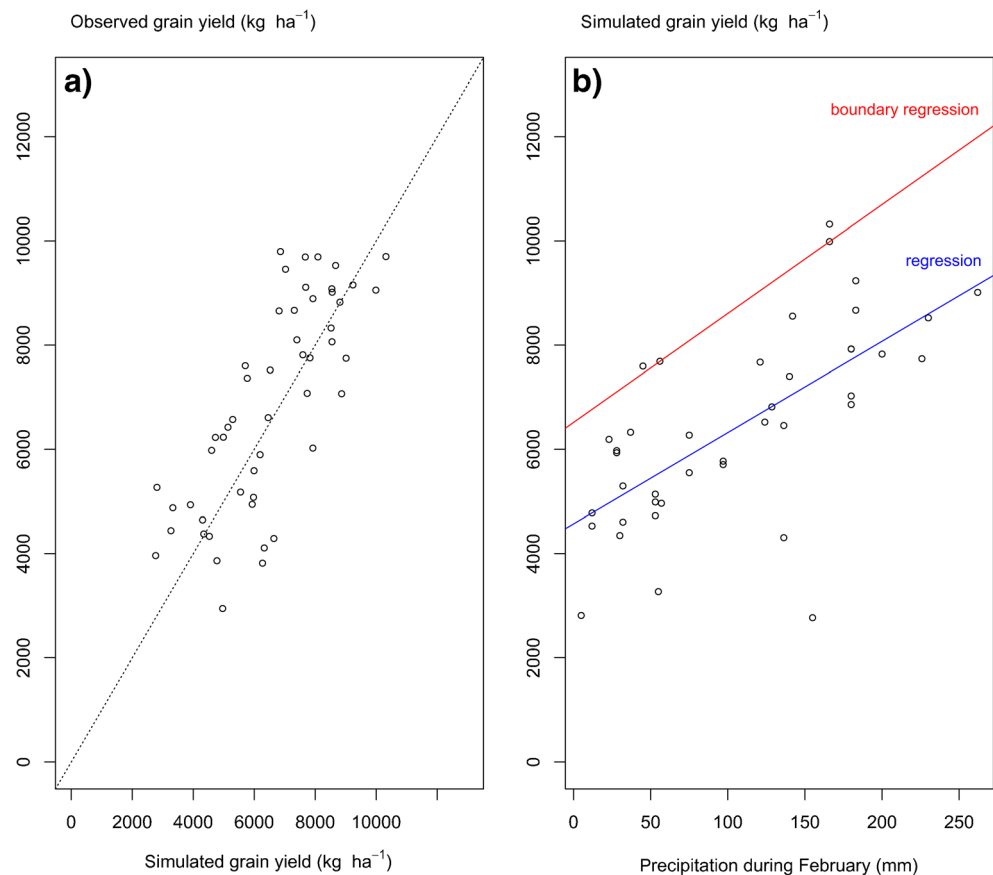 Observed grain yield (kg ha⁻¹)
a)
12000
10000
8000
6000
4000
2000
0
0 2000 4000 6000 8000 10000
Simulated grain yield (kg ha⁻¹)
Simulated grain yield (kg ha⁻¹)
b)
boundary regression
regression
12000
10000
8000
6000
4000
2000
0
0 50 100 150 200 250
Precipitation during February (mm)